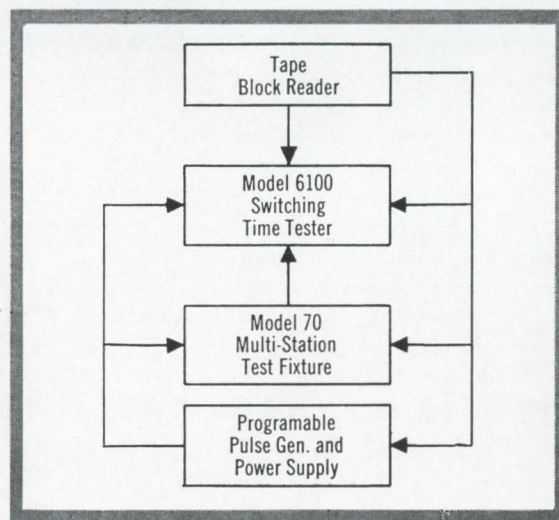 Tape
Block Reader
Model 6100
Switching
Time Tester
Model 70
Multi-Station
Test Fixture
Programable
Pulse Gen. and
Power Supply